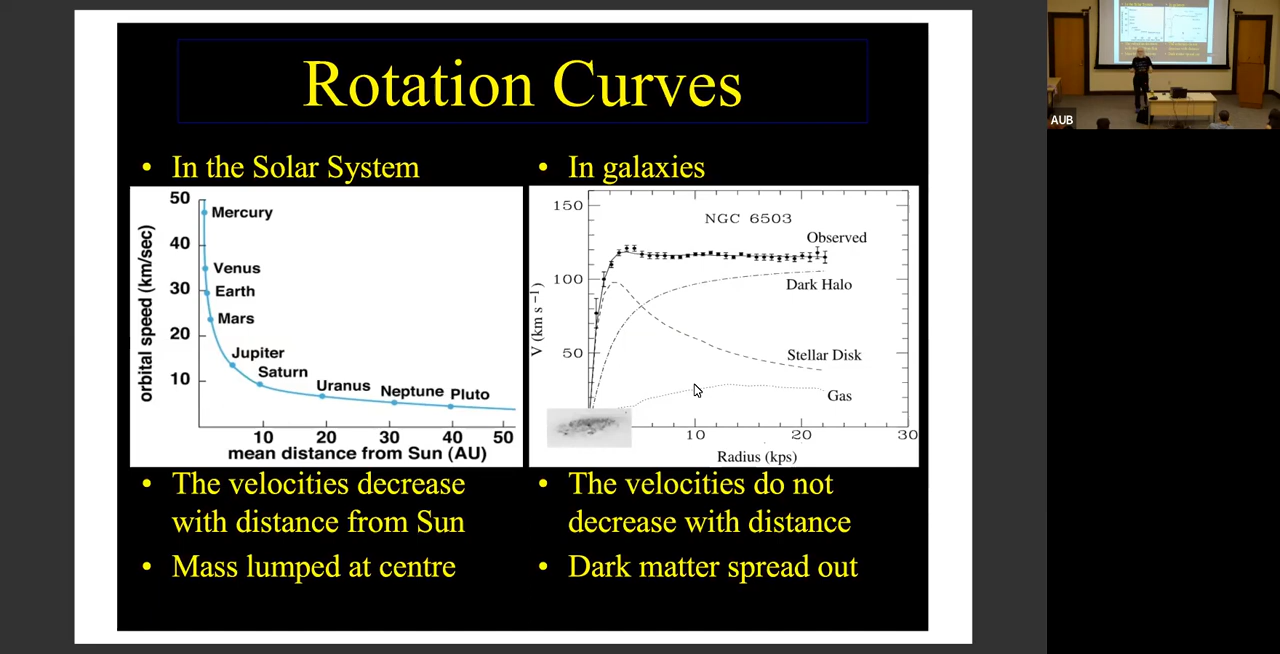 Rotation Curves
• In the Solar System
50
40
30
20
10
orbital speed (km/sec)
Mercury
Venus
Earth
Mars
Jupiter
Saturn
Uranus
Neptune
Pluto
10
20
30
40
50
mean distance from Sun (AU)
• The velocities decrease
with distance from Sun
• Mass lumped at centre
• In galaxies
150
100
50
V (km s⁻¹)
NGC 6503
Observed
Dark Halo
Stellar Disk
Gas
10
20
30
Radius (kps)
• The velocities do not
decrease with distance
• Dark matter spread out
AUB